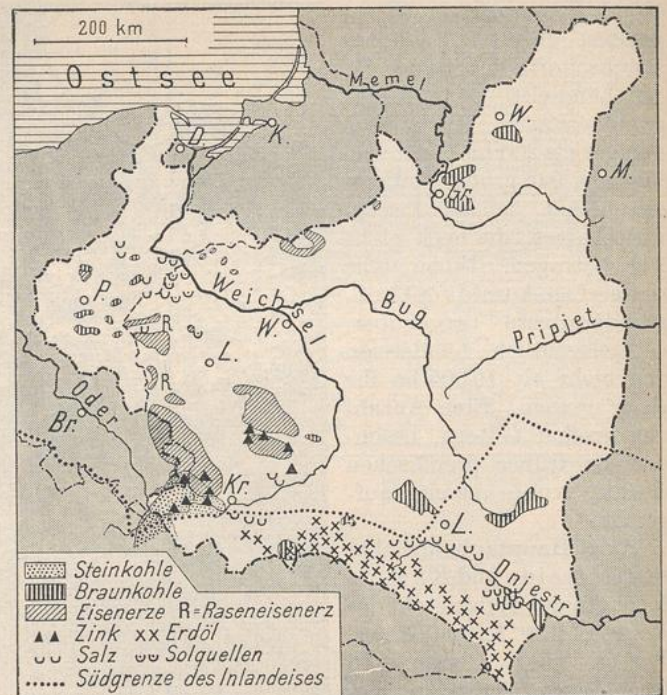 200 km
Ostsee
Memel
D.
K.
W.
Gr.
M.
P.
Weichsel
W.
Bug
Pripjet
R
L.
R
Oder
Br.
Kr.
L.
Dnjestr
Steinkohle
Braunkohle
Eisenerze R=Raseneisenerz
Zink xx Erdöl
Salz Solquellen
Südgrenze des Inlandeises